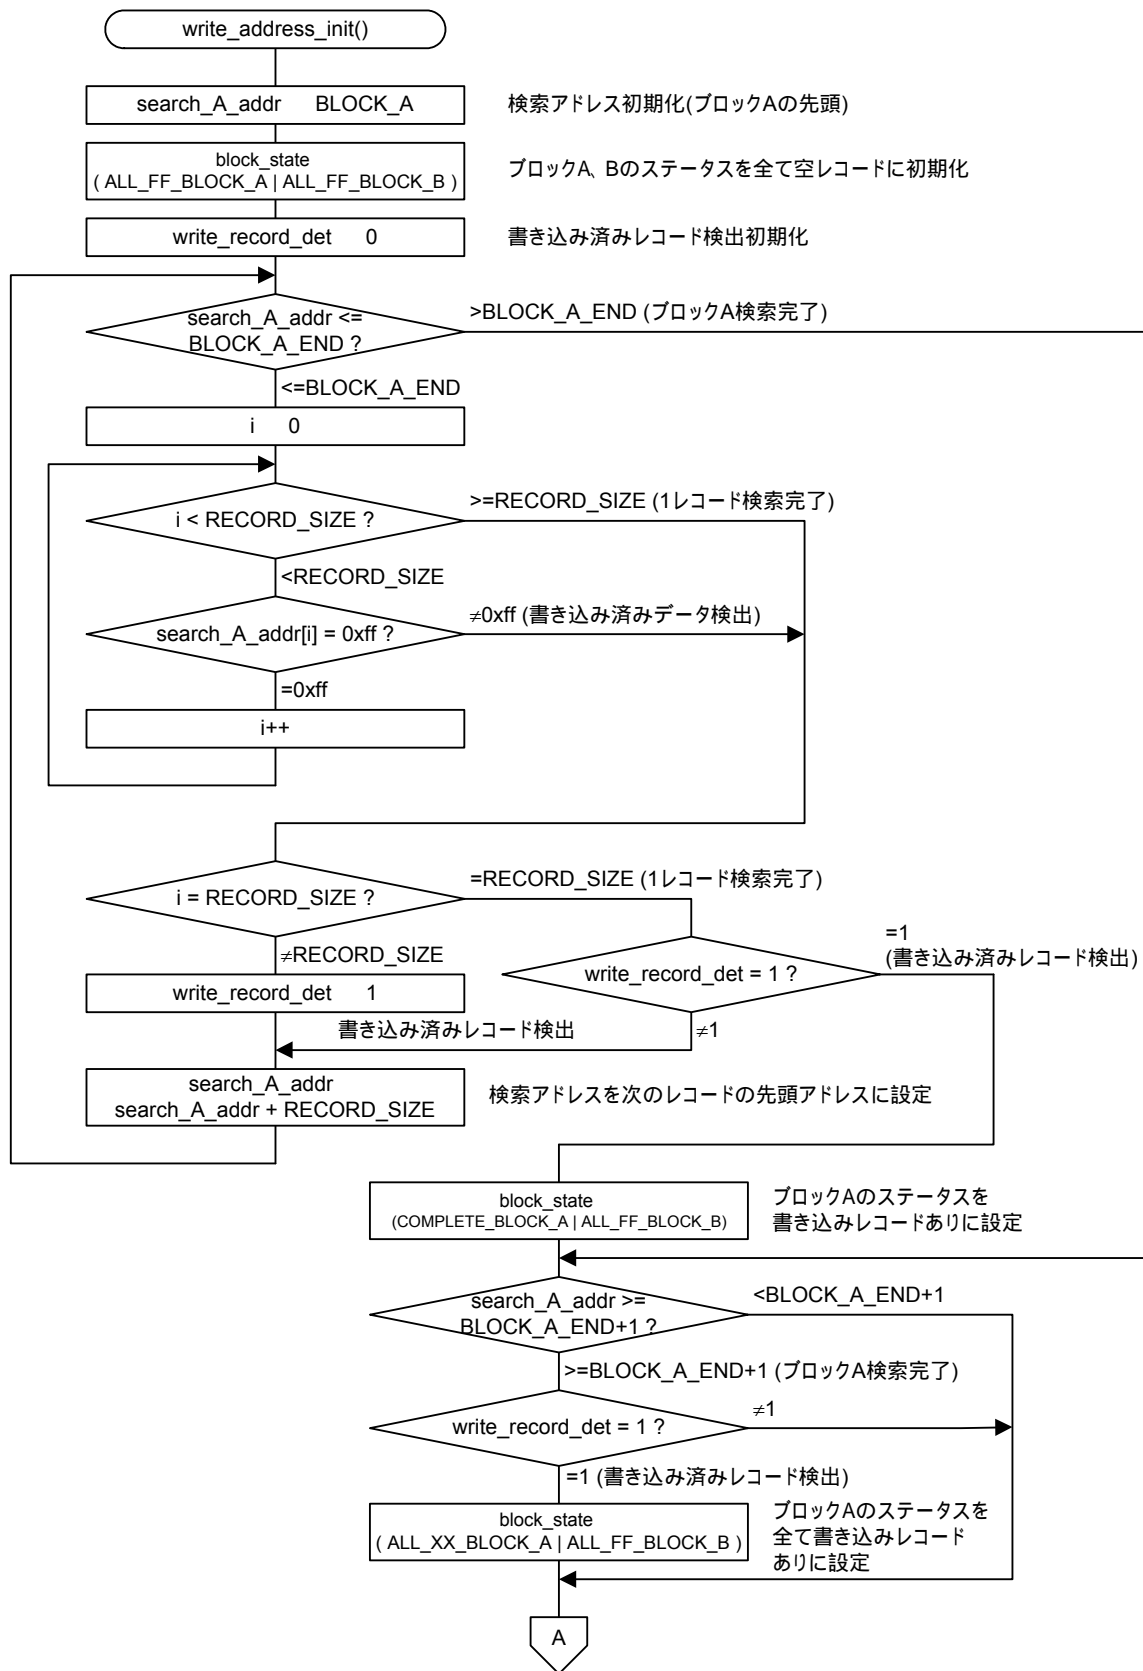 write_address_init()
search_A_addr BLOCK_A
検索アドレス初期化(ブロックAの先頭)
block_state
( ALL_FF_BLOCK_A | ALL_FF_BLOCK_B )
ブロックA、Bのステータスを全て空レコードに初期化
write_record_det 0
書き込み済みレコード検出初期化
search_A_addr <=
BLOCK_A_END ?
>BLOCK_A_END (ブロックA検索完了)
<=BLOCK_A_END
i 0
i < RECORD_SIZE ?
>=RECORD_SIZE (1レコード検索完了)
<RECORD_SIZE
search_A_addr[i] = 0xff ?
≠0xff (書き込み済みデータ検出)
=0xff
i++
i = RECORD_SIZE ?
=RECORD_SIZE (1レコード検索完了)
≠RECORD_SIZE
write_record_det = 1 ?
=1
(書き込み済みレコード検出)
write_record_det 1
書き込み済みレコード検出
≠1
search_A_addr
search_A_addr + RECORD_SIZE
検索アドレスを次のレコードの先頭アドレスに設定
block_state
(COMPLETE_BLOCK_A | ALL_FF_BLOCK_B)
ブロックAのステータスを
書き込みレコードありに設定
search_A_addr >=
BLOCK_A_END+1 ?
<BLOCK_A_END+1
>=BLOCK_A_END+1 (ブロックA検索完了)
write_record_det = 1 ?
≠1
=1 (書き込み済みレコード検出)
block_state
( ALL_XX_BLOCK_A | ALL_FF_BLOCK_B )
ブロックAのステータスを
全て書き込みレコード
ありに設定
A